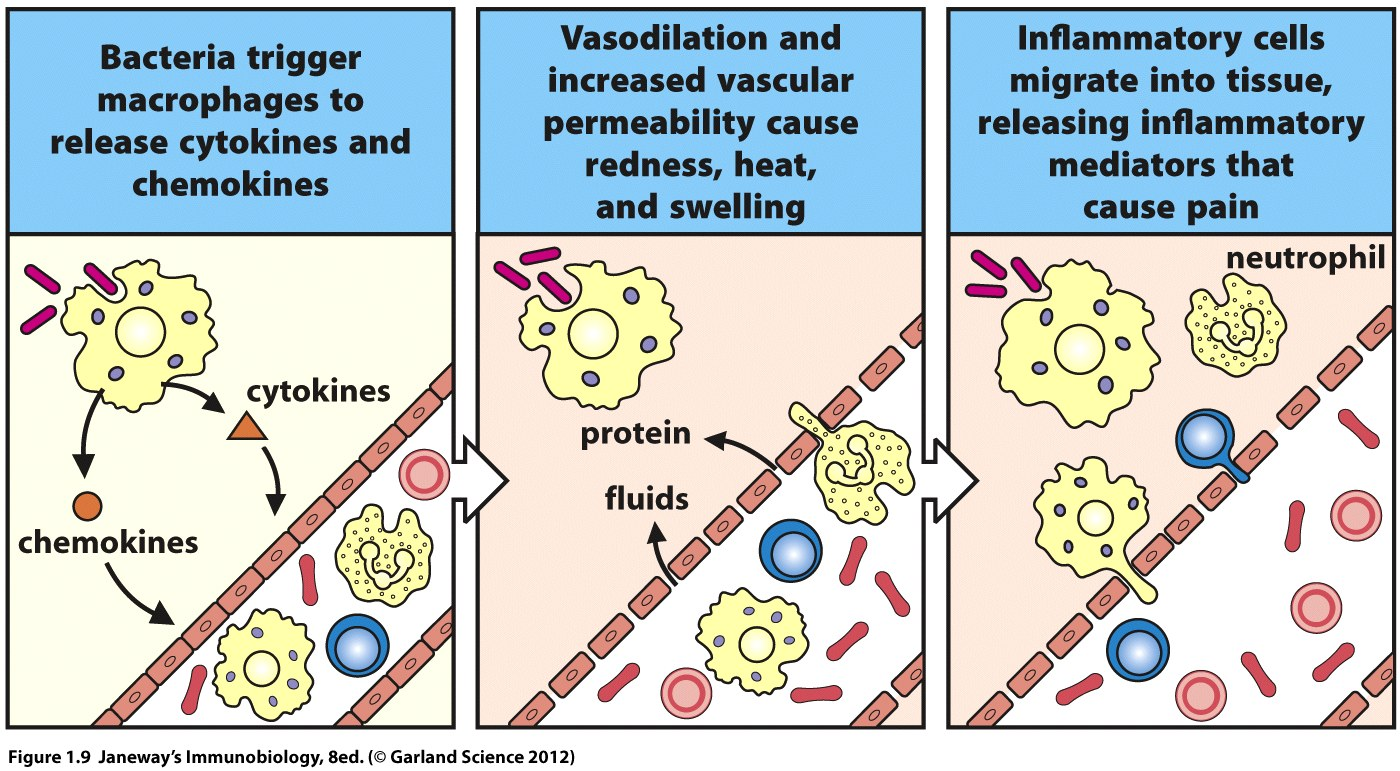 Bacteria trigger
macrophages to
release cytokines and
chemokines
Vasodilation and
increased vascular
permeability cause
redness, heat,
and swelling
Inflammatory cells
migrate into tissue,
releasing inflammatory
mediators that
cause pain
cytokines
chemokines
protein
fluids
neutrophil
Figure 1.9 Janeway’s Immunobiology, 8ed. (© Garland Science 2012)